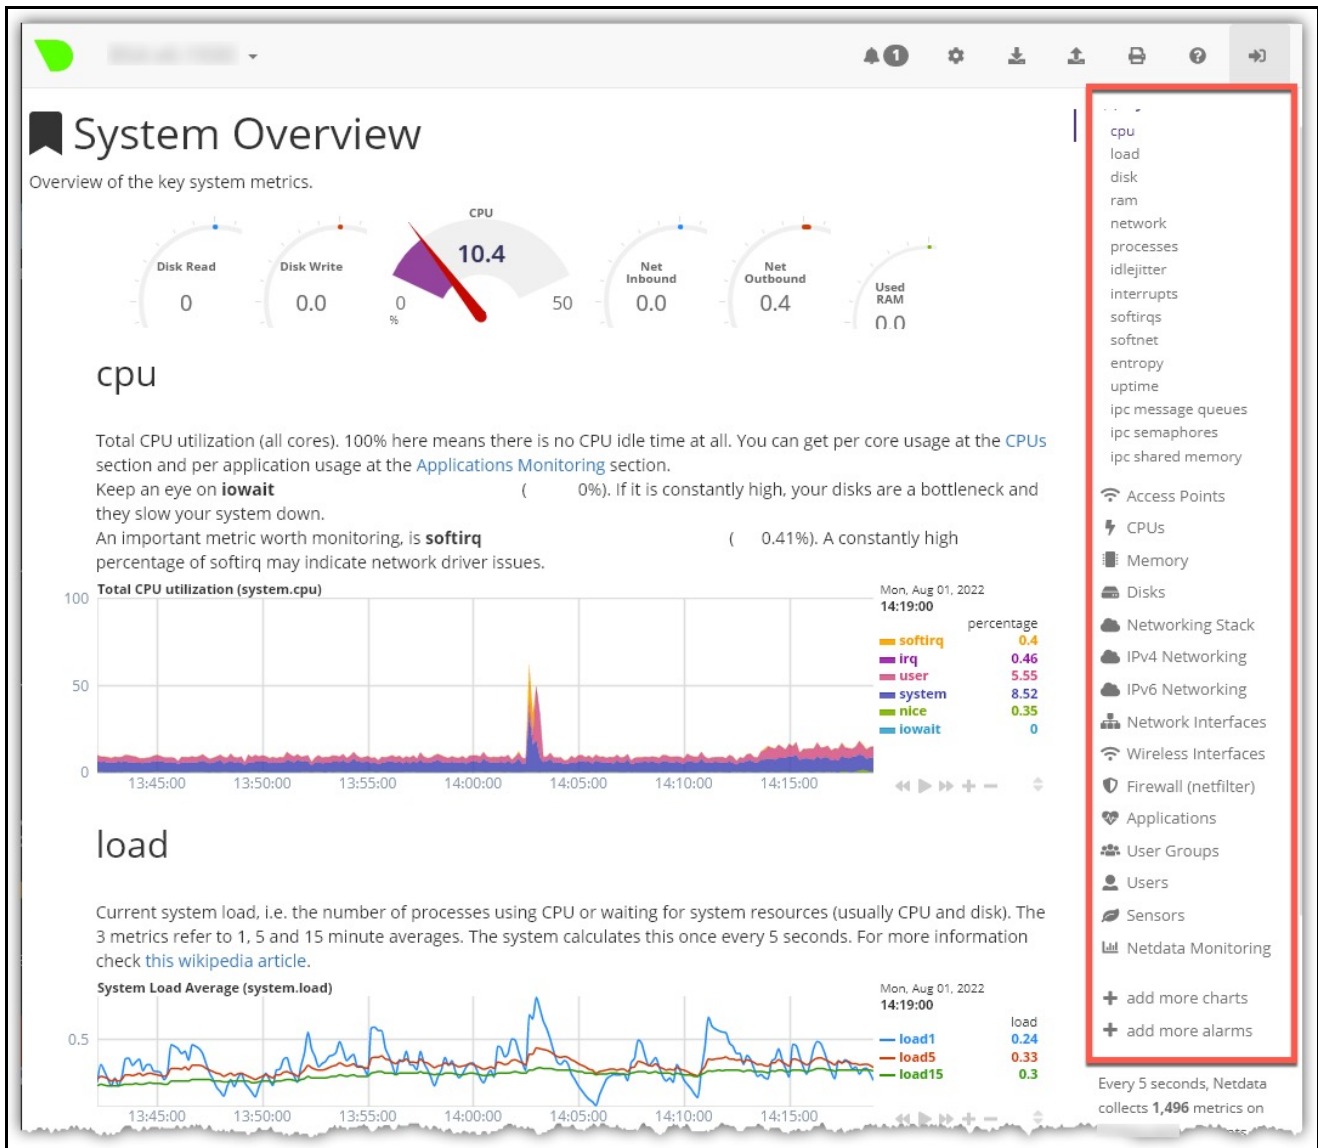 1
System Overview
Overview of the key system metrics.
Disk Read
0
Disk Write
0.0
CPU
10.4
0
50
%
Net
Inbound
0.0
Net
Outbound
0.4
Used
RAM
0.0
cpu
Total CPU utilization (all cores). 100% here means there is no CPU idle time at all. You can get per core usage at the CPUs
section and per application usage at the Applications Monitoring section.
Keep an eye on iowait ( 0%). If it is constantly high, your disks are a bottleneck and
they slow your system down.
An important metric worth monitoring, is softirq ( 0.41%). A constantly high
percentage of softirq may indicate network driver issues.
Total CPU utilization (system.cpu)
100
50
0
13:45:00 13:50:00 13:55:00 14:00:00 14:05:00 14:10:00 14:15:00
Mon, Aug 01, 2022
14:19:00
percentage
softirq 0.4
irq 0.46
user 5.55
system 8.52
nice 0.35
iowait 0
load
Current system load, i.e. the number of processes using CPU or waiting for system resources (usually CPU and disk). The
3 metrics refer to 1, 5 and 15 minute averages. The system calculates this once every 5 seconds. For more information
check this wikipedia article.
System Load Average (system.load)
0.5
13:45:00 13:50:00 13:55:00 14:00:00 14:05:00 14:10:00 14:15:00
Mon, Aug 01, 2022
14:19:00
load
load1 0.24
load5 0.33
load15 0.3
cpu
load
disk
ram
network
processes
idlejitter
interrupts
softirqs
softnet
entropy
uptime
ipc message queues
ipc semaphores
ipc shared memory
Access Points
CPUs
Memory
Disks
Networking Stack
IPv4 Networking
IPv6 Networking
Network Interfaces
Wireless Interfaces
Firewall (netfilter)
Applications
User Groups
Users
Sensors
Netdata Monitoring
add more charts
add more alarms
Every 5 seconds, Netdata
collects 1,496 metrics on